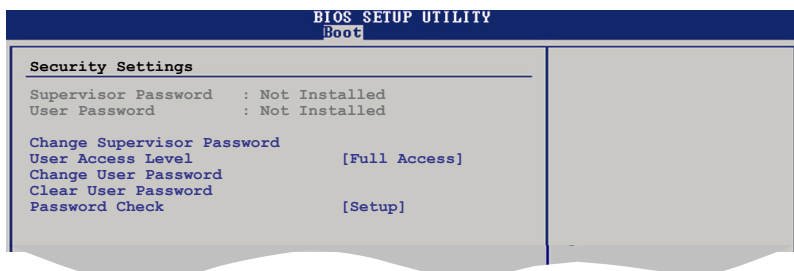 BIOS SETUP UTILITY
Boot
Security Settings
Supervisor Password : Not Installed
User Password : Not Installed
Change Supervisor Password
User Access Level [Full Access]
Change User Password
Clear User Password
Password Check [Setup]